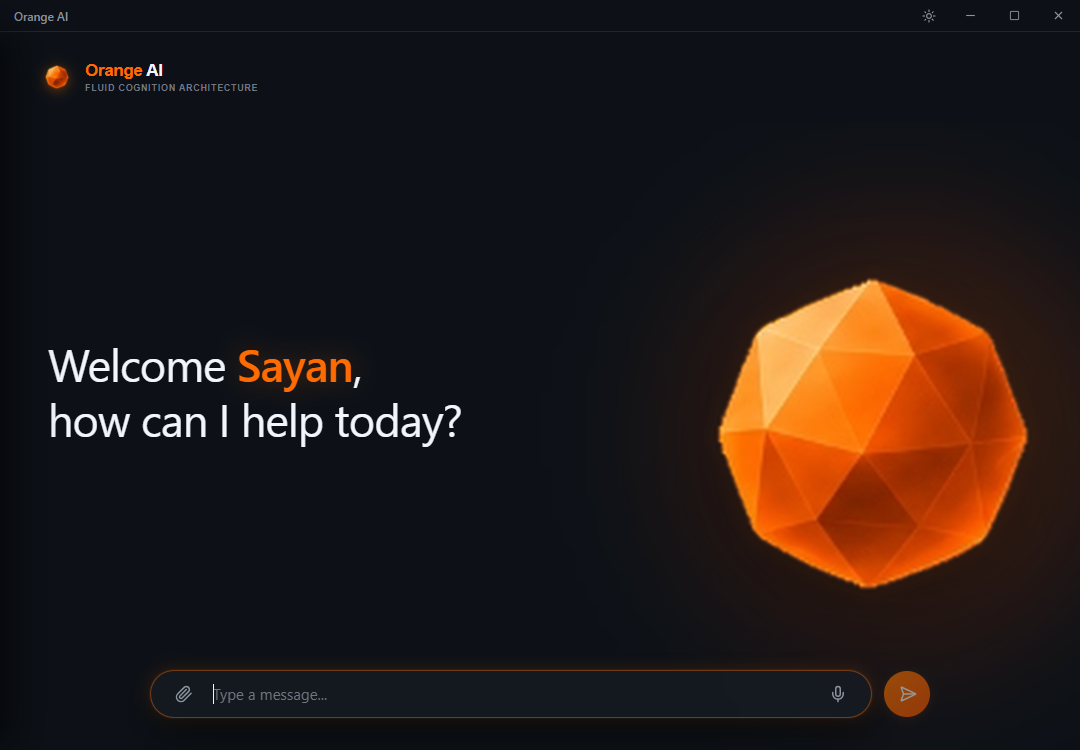 Orange AI
Orange AI
FLUID COGNITION ARCHITECTURE
Welcome Sayan,
how can I help today?
Type a message...